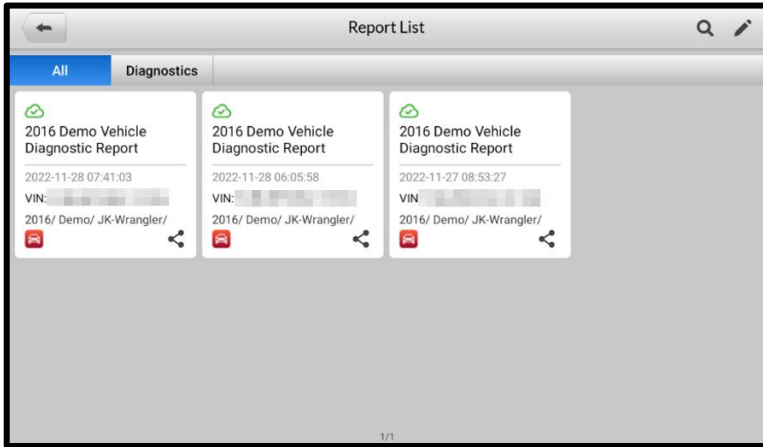 Report List
All
Diagnostics
2016 Demo Vehicle
Diagnostic Report
2022-11-28 07:41:03
VIN:
2016/ Demo/ JK-Wrangler/
2016 Demo Vehicle
Diagnostic Report
2022-11-28 06:05:58
VIN:
2016/ Demo/ JK-Wrangler/
2016 Demo Vehicle
Diagnostic Report
2022-11-27 08:53:27
VIN
2016/ Demo/ JK-Wrangler/
1/1